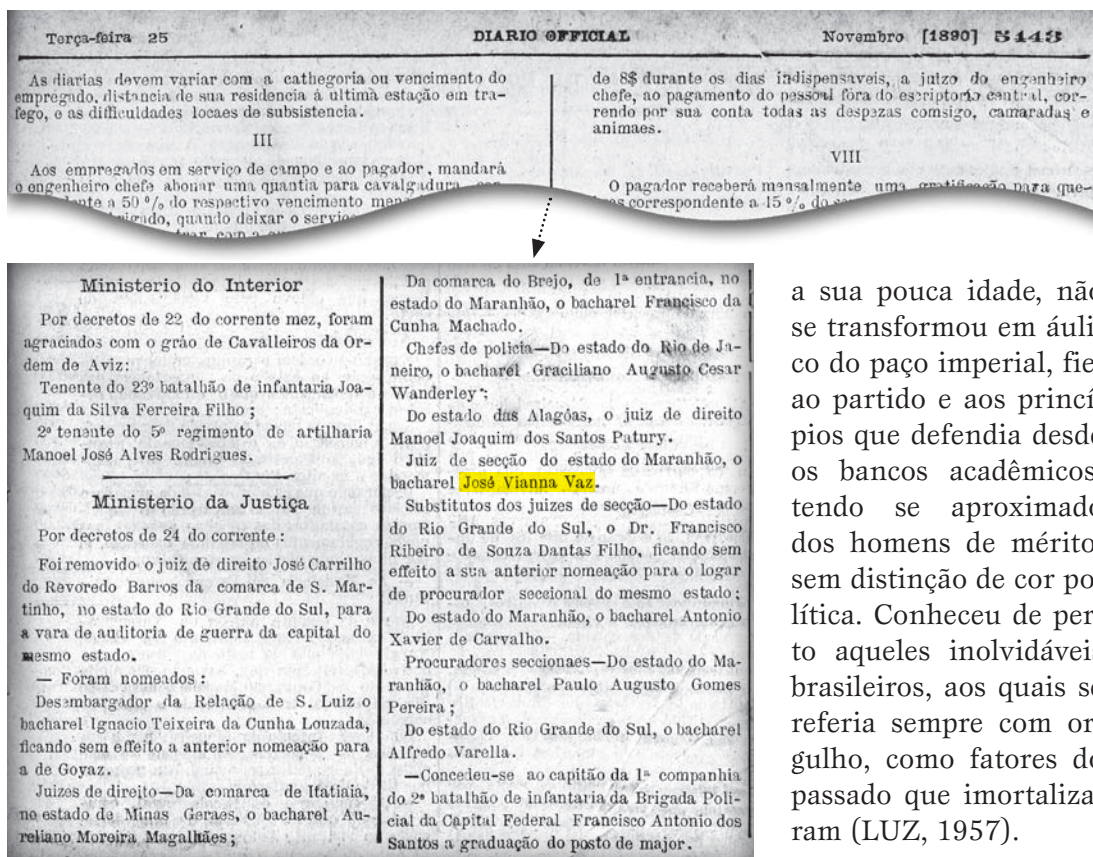 Terça-feira 25
DIARIO OFFICIAL
Novembro [1890] 5443
As diarias devem variar com a cathegoria ou vencimento do
empregado, distancia de sua residencia á ultima estação em tra-
fego, e as difficuldades locaes de subsistencia.
III
Aos empregados em serviço de campo e ao pagador, mandará
o engenheiro chefe abonar uma quantia para cavalgadura,
a 50 % do respectivo vencimento
quando deixar o serviço
de 8$ durante os dias indispensaveis, a juizo do engenheiro
chefe, ao pagamento do pessoal fóra do escriptorio central, cor-
rendo por sua conta todas as despezas comsigo, camaradas e
animaes.
VIII
O pagador receberá mensalmente uma gratificação para que-
correspondente a 15 % do
Ministerio do Interior
Por decretos de 22 do corrente mez, foram
agraciados com o gráo de Cavalleiros da Or-
dem de Aviz:
Tenente do 23º batalhão de infantaria Joa-
quim da Silva Ferreira Filho ;
2º tenente do 5º regimento de artilharia
Manoel José Alves Rodrigues.
Ministerio da Justiça
Por decretos de 24 do corrente :
Foi removido o juiz de direito José Carrilho
do Revoredo Barros da comarca de S. Mar-
tinho, no estado do Rio Grande do Sul, para
a vara de auditoria de guerra da capital do
mesmo estado.
— Foram nomeados :
Desembargador da Relação de S. Luiz o
bacharel Ignacio Teixeira da Cunha Louzada,
ficando sem effeito a anterior nomeação para
a de Goyaz.
Juizes de direito—Da comarca de Itatiaia,
no estado de Minas Geraes, o bacharel Au-
reliano Moreira Magalhães ;
Da comarca do Brejo, de 1ª entrancia, no
estado do Maranhão, o bacharel Francisco da
Cunha Machado.
Chefes de policia—Do estado do Rio de Ja-
neiro, o bacharel Graciliano Augusto Cesar
Wanderley ;
Do estado das Alagôas, o juiz de direito
Manoel Joaquim dos Santos Patury.
Juiz de secção do estado do Maranhão, o
bacharel José Vianna Vaz.
Substitutos dos juizes de secção—Do estado
do Rio Grande do Sul, o Dr. Francisco
Ribeiro de Souza Dantas Filho, ficando sem
effeito a sua anterior nomeação para o logar
de procurador seccional do mesmo estado ;
Do estado do Maranhão, o bacharel Antonio
Xavier de Carvalho.
Procuradores seccionaes—Do estado do Ma-
ranhão, o bacharel Paulo Augusto Gomes
Pereira ;
Do estado do Rio Grande do Sul, o bacharel
Alfredo Varella.
—Concedeu-se ao capitão da 1ª companhia
do 2º batalhão de infantaria da Brigada Poli-
cial da Capital Federal Francisco Antonio dos
Santos a graduação do posto de major.
a sua pouca idade, não
se transformou em áuli
co do paço imperial, fie
ao partido e aos princí
pios que defendia desde
os bancos acadêmicos
tendo se aproximado
dos homens de mérito
sem distinção de cor po
lítica. Conheceu de per
to aqueles inolvidáveis
brasileiros, aos quais se
referia sempre com or
gulho, como fatores do
passado que imortaliza
ram (LUZ, 1957).